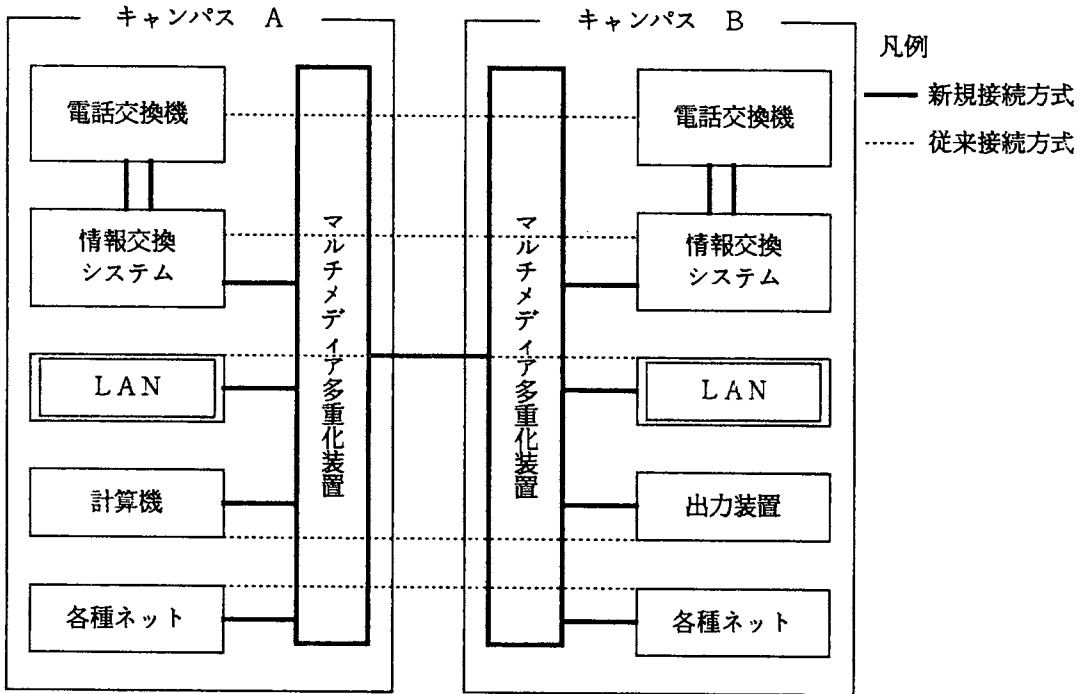 キャンパス A
電話交換機
情報交換
システム
LAN
計算機
各種ネット
マルチメディア多重化装置
キャンパス B
マルチメディア多重化装置
電話交換機
情報交換
システム
LAN
出力装置
各種ネット
凡例
新規接続方式
従来接続方式